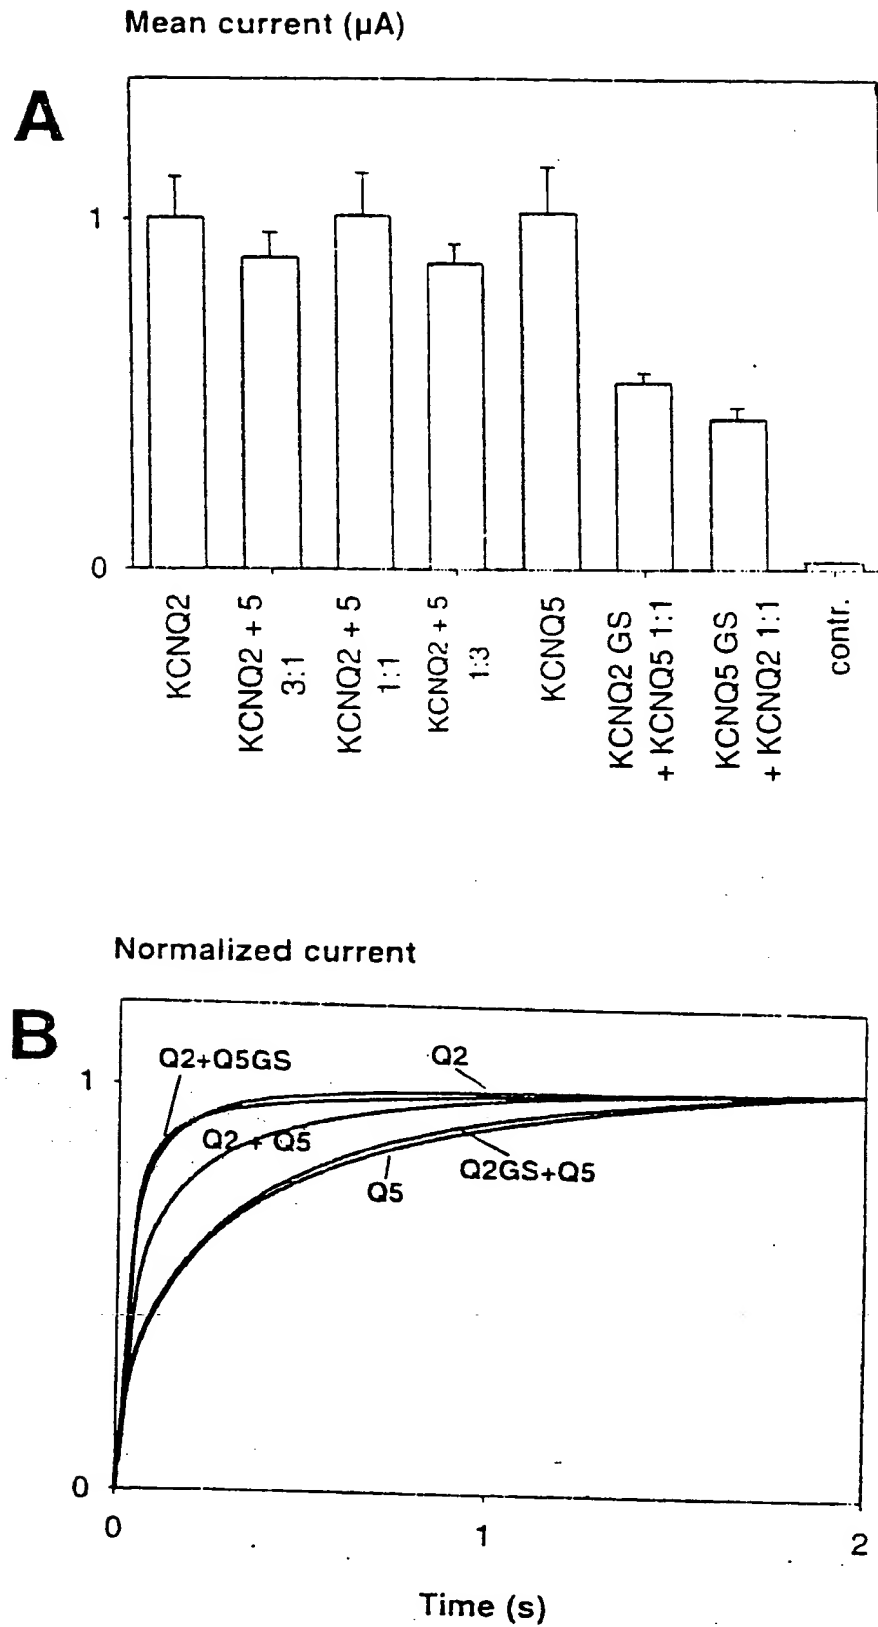 Mean current (µA)
A
1
0
KCNQ2
KCNQ2 + 5
3:1
KCNQ2 + 5
1:1
KCNQ2 + 5
1:3
KCNQ5
KCNQ2 GS
+ KCNQ5 1:1
KCNQ5 GS
+ KCNQ2 1:1
contr.
Normalized current
B
Q2+Q5GS
Q2
1
Q2 + Q5
Q2GS+Q5
Q5
0
0
1
2
Time (s)